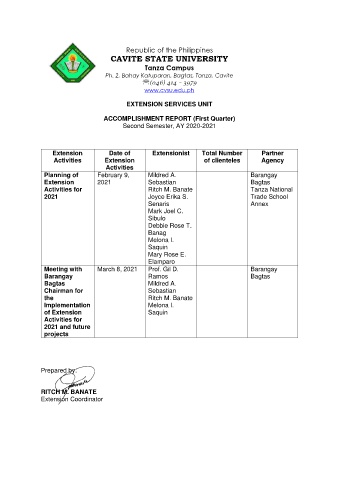 Republic of the Philippines
CAVITE STATE UNIVERSITY
Tanza Campus
Ph. 2, Bahay Katuparan, Bagtas, Tanza, Cavite
☎(046) 414 – 3979
www.cvsu.edu.ph
EXTENSION SERVICES UNIT
ACCOMPLISHMENT REPORT (First Quarter)
Second Semester, AY 2020-2021
Extension Activities
Date of Extension Activities
Extensionist
Total Number of clienteles
Partner Agency
Planning of
Extension
Activities for
2021
February 9,
2021
Mildred A.
Sebastian
Ritch M. Banate
Joyce Erika S.
Senaris
Mark Joel C.
Sibulo
Debbie Rose T.
Banag
Melona I.
Saquin
Mary Rose E.
Elamparo
Barangay
Bagtas
Tanza National
Trade School
Annex
Meeting with
Barangay
Bagtas
Chairman for
the
Implementation
of Extension
Activities for
2021 and future
projects
March 8, 2021
Prof. Gil D.
Ramos
Mildred A.
Sebastian
Ritch M. Banate
Melona I.
Saquin
Barangay
Bagtas
Prepared by:
RITCH M. BANATE
Extension Coordinator